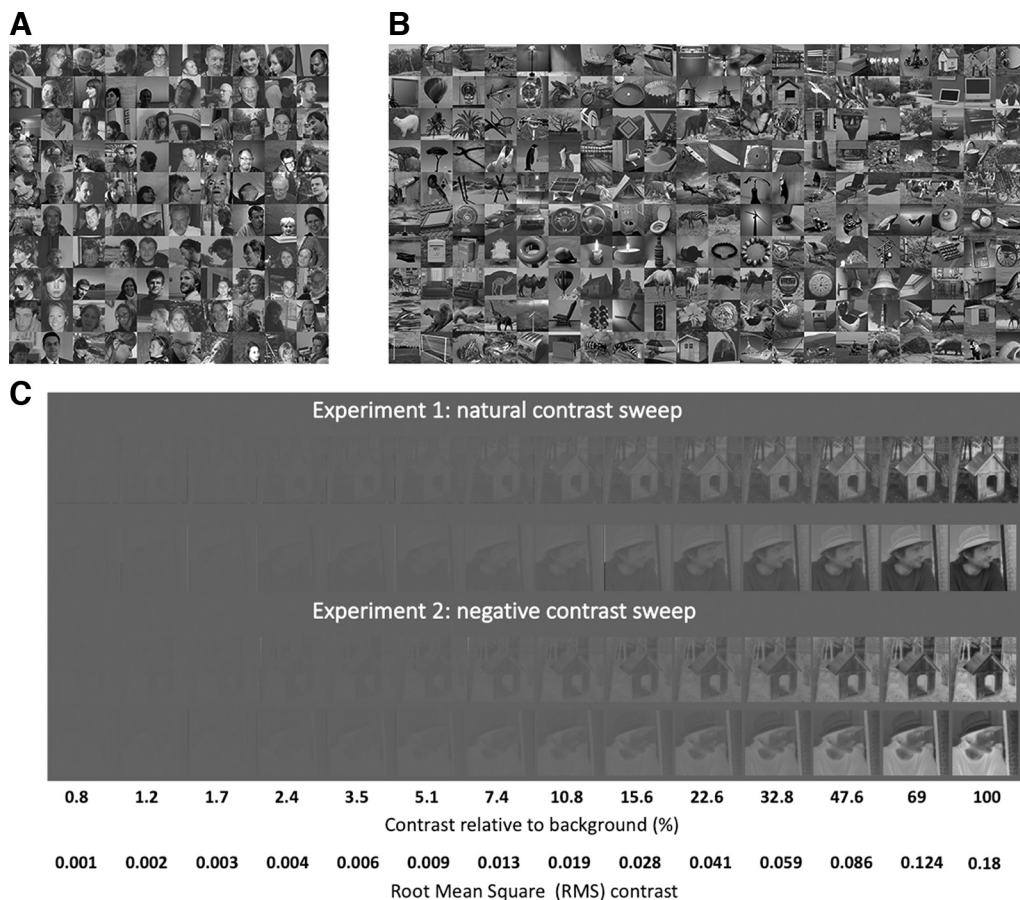 A
B
C
Experiment 1: natural contrast sweep
Experiment 2: negative contrast sweep
0.8 1.2 1.7 2.4 3.5 5.1 7.4 10.8 15.6 22.6 32.8 47.6 69 100
Contrast relative to background (%)
0.001 0.002 0.003 0.004 0.006 0.009 0.013 0.019 0.028 0.041 0.059 0.086 0.124 0.18
Root Mean Square (RMS) contrast